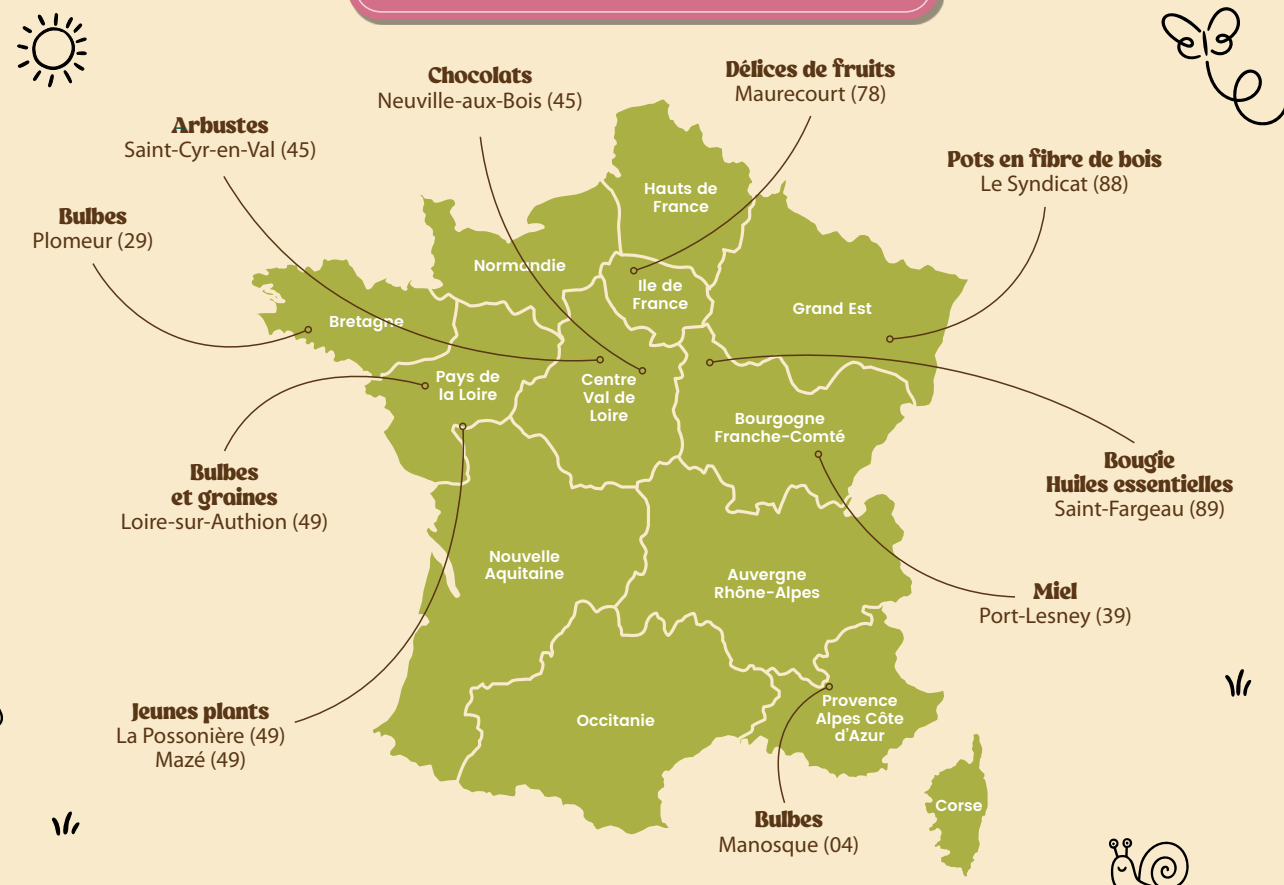 Chocolats
Neuville-aux-Bois (45)
Délices de fruits
Maurecourt (78)
Arbustes
Saint-Cyr-en-Val (45)
Pots en fibre de bois
Le Syndicat (88)
Bulbes
Plomeur (29)
Hauts de
France
Normandie
Ile de
France
Grand Est
Bretagne
Pays de
la Loire
Centre
Val de
Loire
Bourgogne
Franche-Comté
Bulbes
et graines
Loire-sur-Authion (49)
Bougie
Huiles essentielles
Saint-Fargeau (89)
Nouvelle
Aquitaine
Auvergne
Rhône-Alpes
Miel
Port-Lesney (39)
Jeunes plants
La Possonière (49)
Mazé (49)
Occitanie
Provence
Alpes Côte
d'Azur
Corse
Bulbes
Manosque (04)